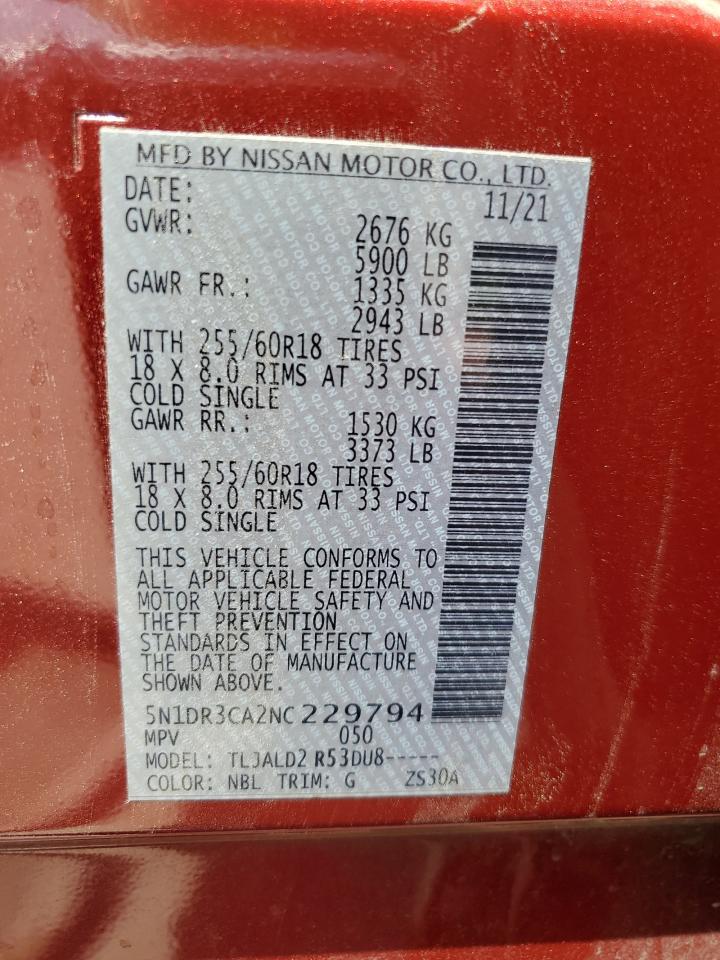 MFD BY NISSAN MOTOR CO., LTD.
DATE: 11/21
GVWR: 2676 KG
5900 LB
GAWR FR.: 1335 KG
2943 LB
WITH 255/60R18 TIRES
18 X 8.0 RIMS AT 33 PSI
COLD SINGLE
GAWR RR.: 1530 KG
3373 LB
WITH 255/60R18 TIRES
18 X 8.0 RIMS AT 33 PSI
COLD SINGLE
THIS VEHICLE CONFORMS TO
ALL APPLICABLE FEDERAL
MOTOR VEHICLE SAFETY AND
THEFT PREVENTION
STANDARDS IN EFFECT ON
THE DATE OF MANUFACTURE
SHOWN ABOVE.
5N1DR3CA2NC229794
MPV 050
MODEL: TLJALD2 R53DU8-----
COLOR: NBL TRIM: G ZS30A